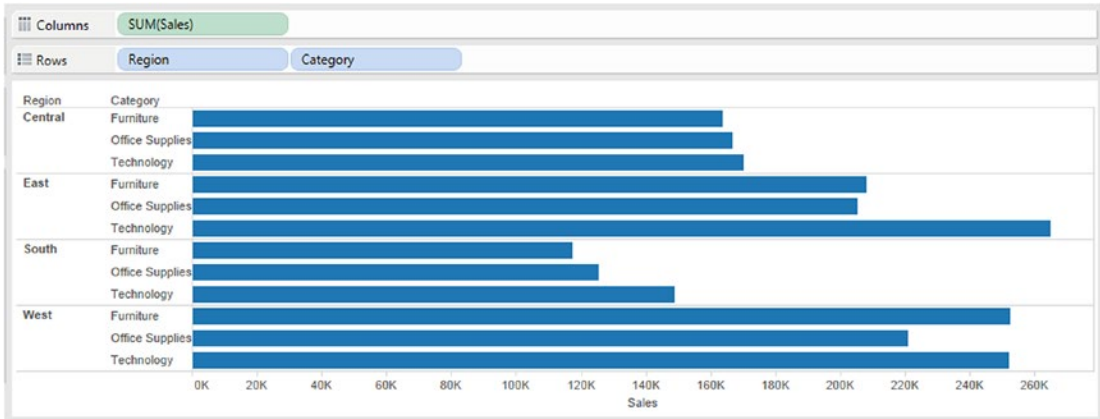 Columns SUM(Sales)
Rows Region Category
Region Category
Central Furniture
Office Supplies
Technology
East Furniture
Office Supplies
Technology
South Furniture
Office Supplies
Technology
West Furniture
Office Supplies
Technology
0K 20K 40K 60K 80K 100K 120K 140K 160K 180K 200K 220K 240K 260K
Sales